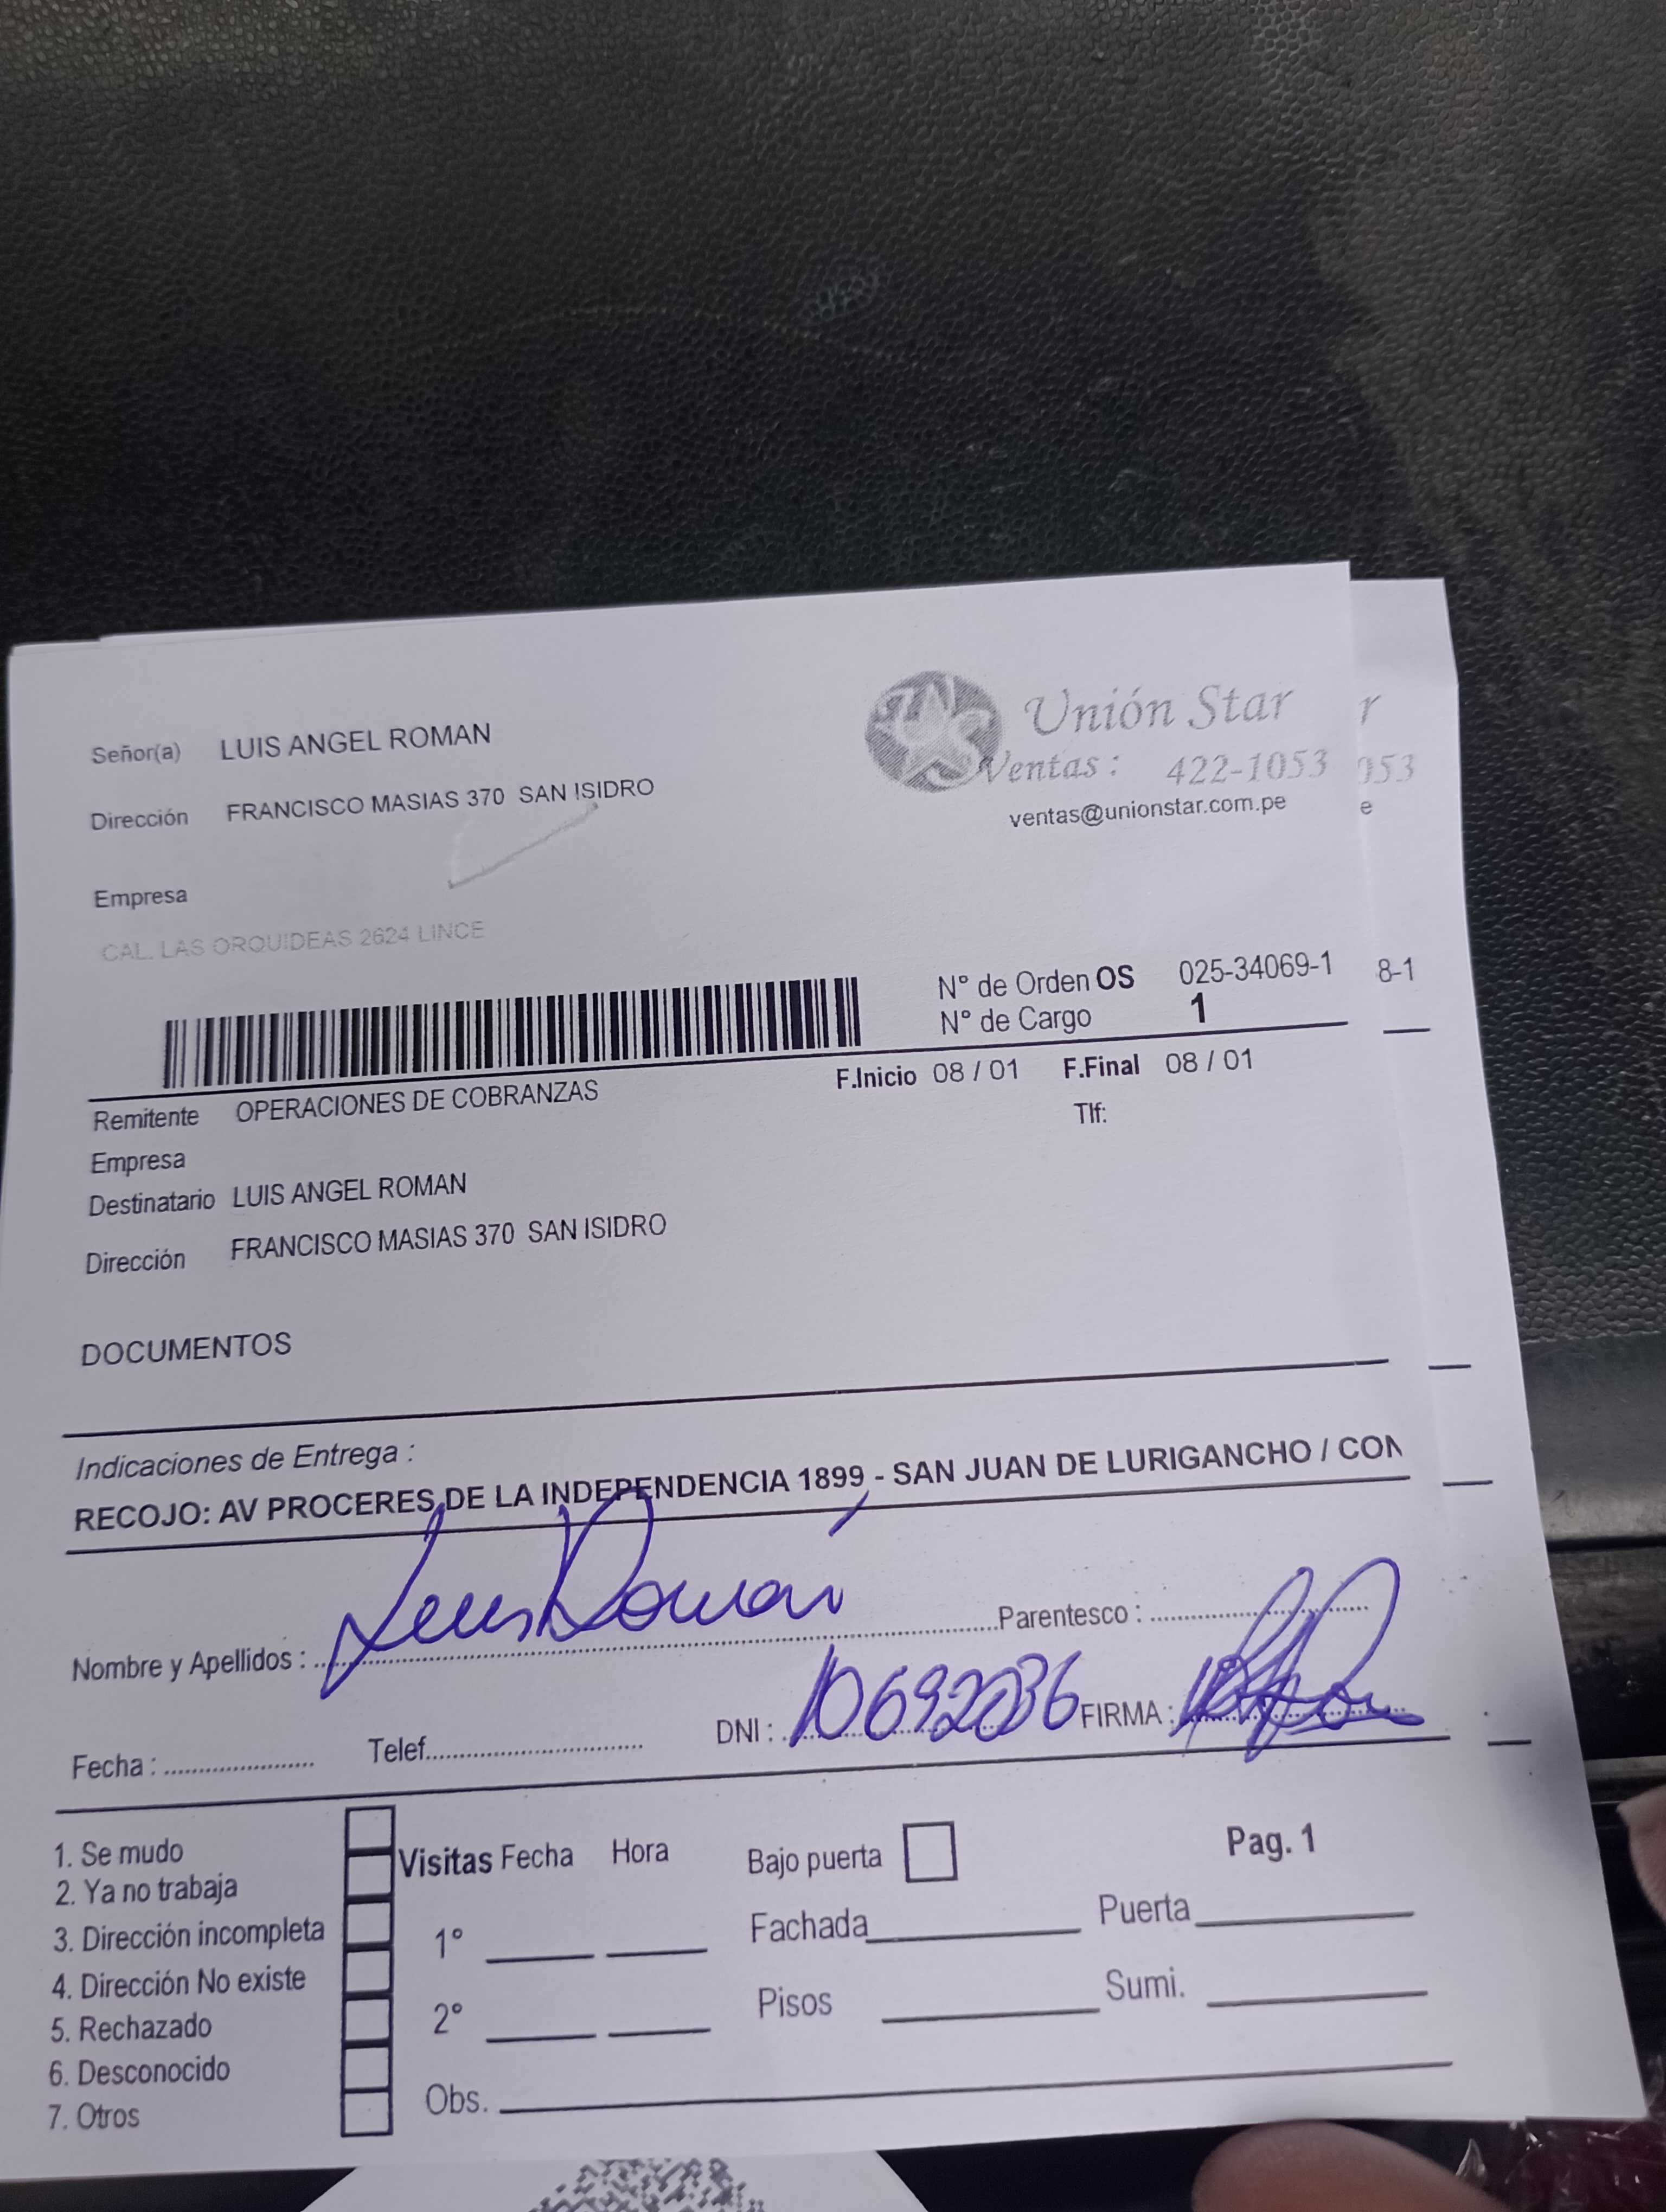 Señor(a) LUIS ANGEL ROMAN
Unión Star
r
Dirección FRANCISCO MASIAS 370 SAN ISIDRO
Ventas : 422-1053
053
ventas@unionstar.com.pe
e
Empresa
CAL. LAS ORQUIDEAS 2624 LINCE
N° de Orden OS 025-34069-1
8-1
N° de Cargo 1
Remitente OPERACIONES DE COBRANZAS
F.Inicio 08 / 01 F.Final 08 / 01
Tlf:
Empresa
Destinatario LUIS ANGEL ROMAN
Dirección FRANCISCO MASIAS 370 SAN ISIDRO
DOCUMENTOS
Indicaciones de Entrega :
RECOJO: AV PROCERES DE LA INDEPENDENCIA 1899 - SAN JUAN DE LURIGANCHO / CON
Nombre y Apellidos : Luis Román Parentesco :
Fecha : Telef. DNI : 10692036 FIRMA :
1. Se mudo
2. Ya no trabaja
3. Dirección incompleta
4. Dirección No existe
5. Rechazado
6. Desconocido
7. Otros
Visitas Fecha Hora
1°
2°
Obs.
Bajo puerta
Pag. 1
Fachada Puerta
Pisos Sumi.